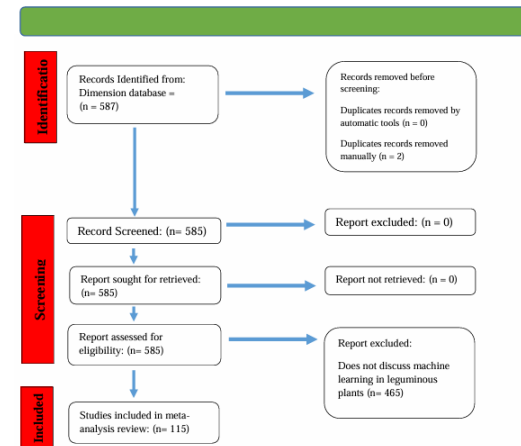 Identificatio
Records Identified from:
Dimension database =
(n = 587)
Records removed before
screening:
Duplicates records removed by
automatic tools (n = 0)
Duplicates records removed
manually (n = 2)
Screening
Record Screened: (n= 585)
Report excluded: (n = 0)
Report sought for retrieved:
(n= 585)
Report not retrieved: (n = 0)
Report assessed for
eligibility: (n= 585)
Report excluded:
Does not discuss machine
learning in leguminous
plants (n= 465)
Included
Studies included in meta-
analysis review: (n= 115)